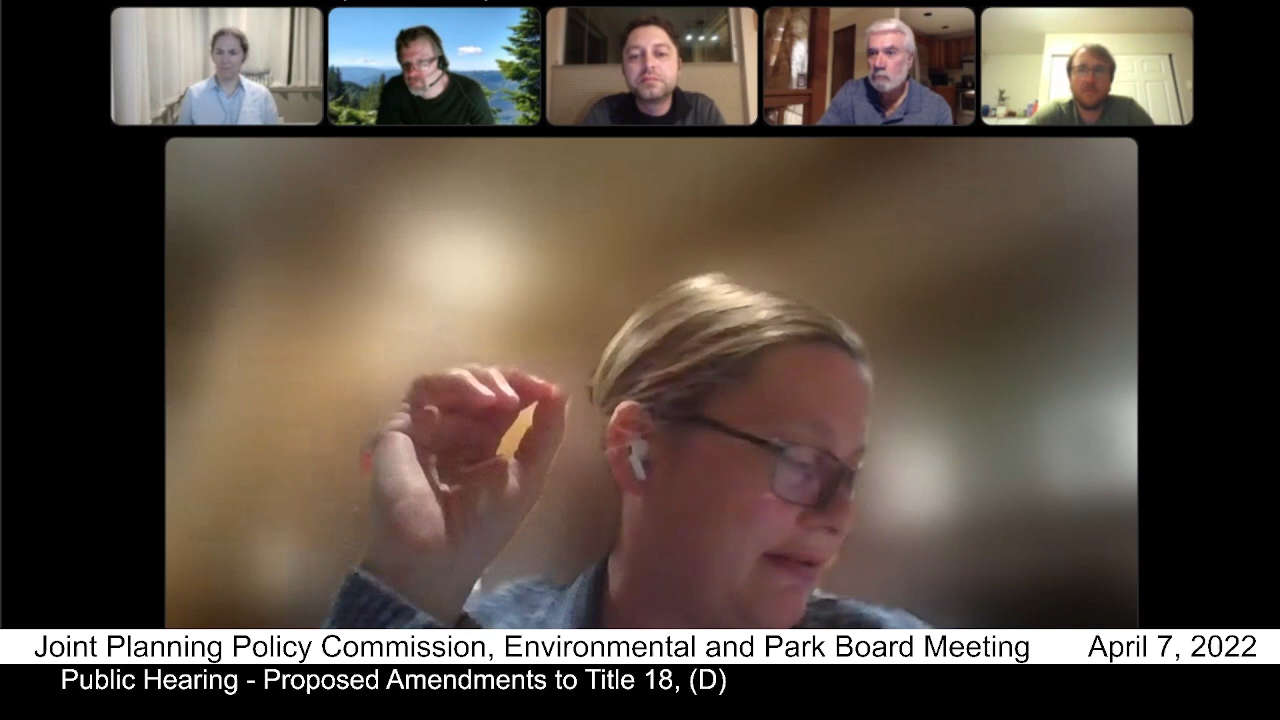 Joint Planning Policy Commission, Environmental and Park Board Meeting April 7, 2022
Public Hearing - Proposed Amendments to Title 18, (D)